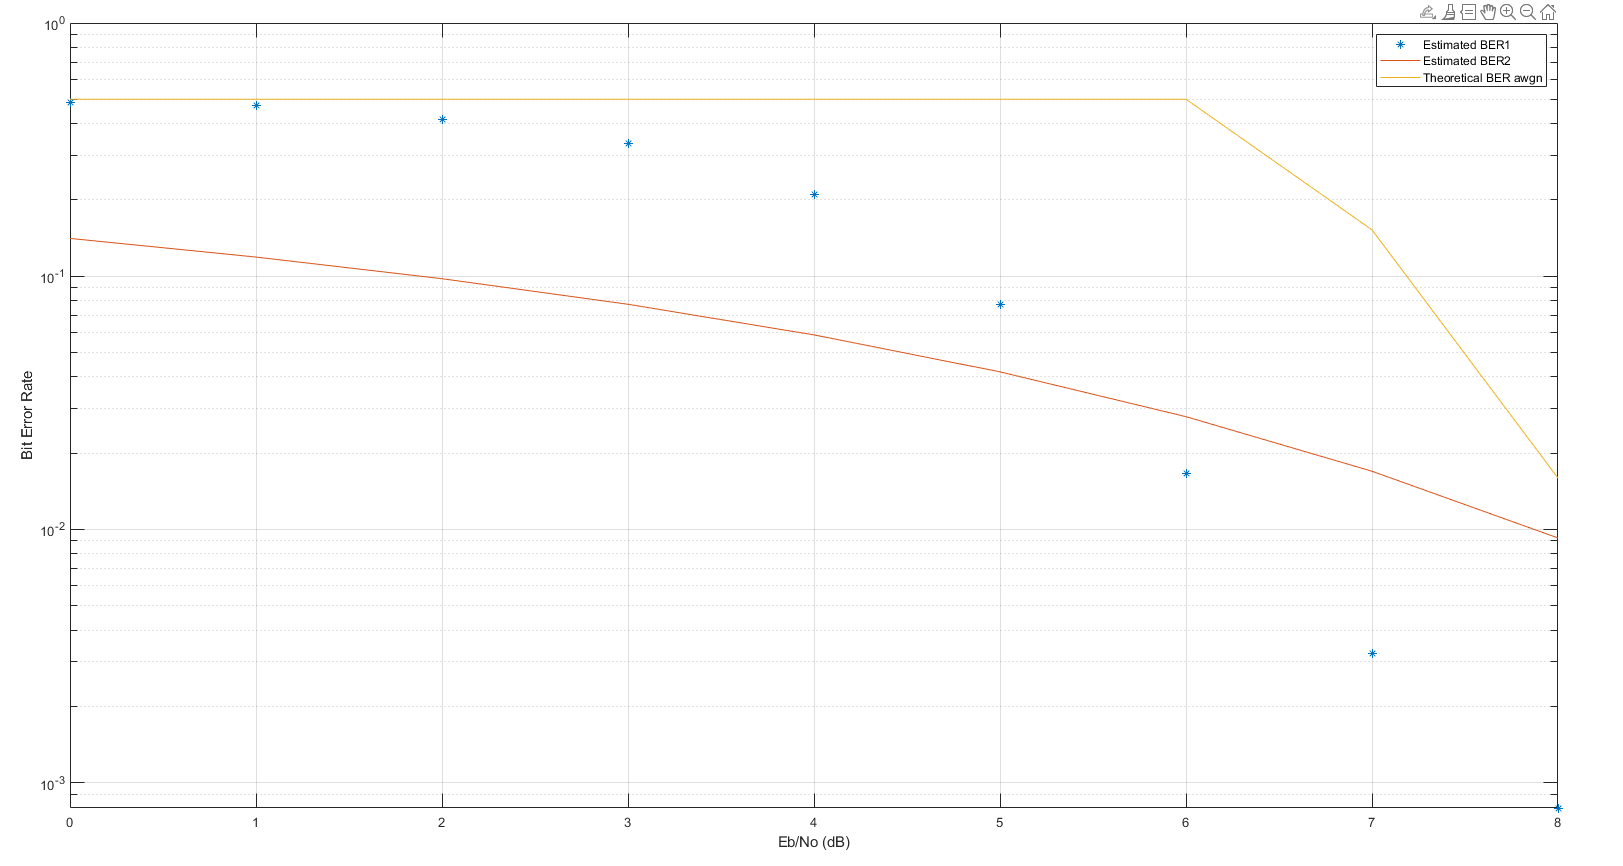 10^0
Estimated BER1
Estimated BER2
Theoretical BER awgn
10^-1
Bit Error Rate
10^-2
10^-3
0 1 2 3 4 5 6 7 8
Eb/No (dB)